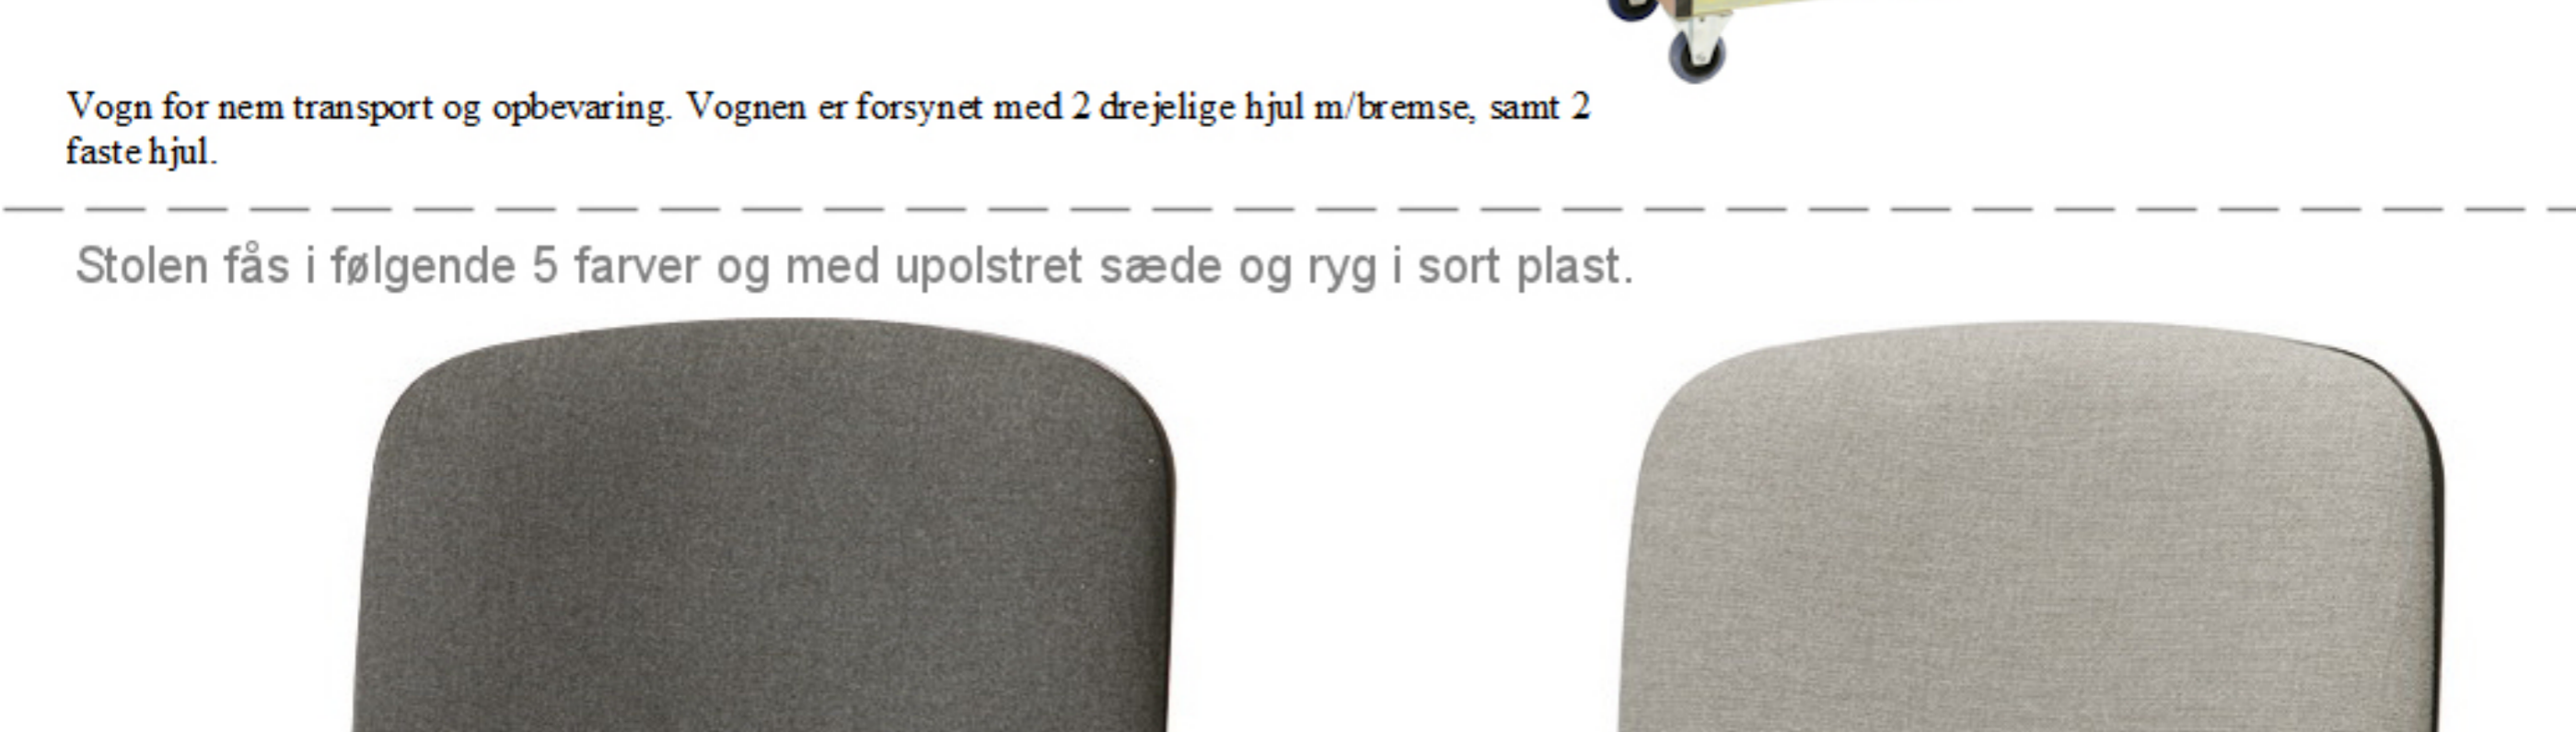 Vogn for nem transport og opbevaring. Vognen er forsynet med 2 drejelige hjul m/bremse, samt 2
faste hjul.
Stolen fås i følgende 5 farver og med upolstret sæde og ryg i sort plast.